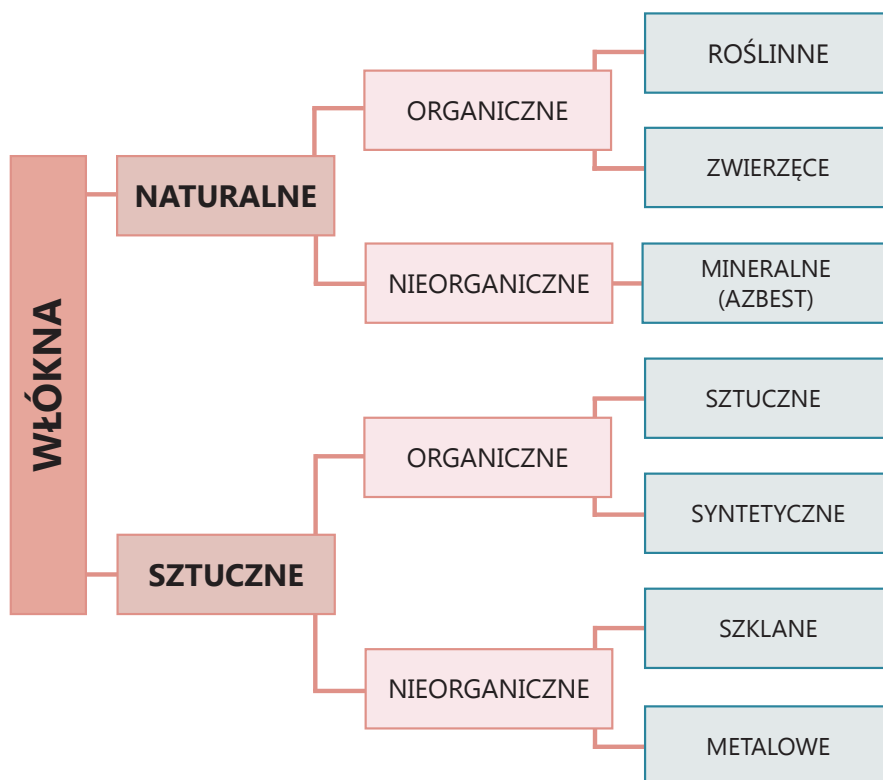 WŁÓKNA
NATURALNE
ORGANICZNE
ROŚLINNE
ZWIERZĘCE
NIEORGANICZNE
MINERALNE
(AZBEST)
SZTUCZNE
ORGANICZNE
SZTUCZNE
SYNTETYCZNE
NIEORGANICZNE
SZKLANE
METALOWE